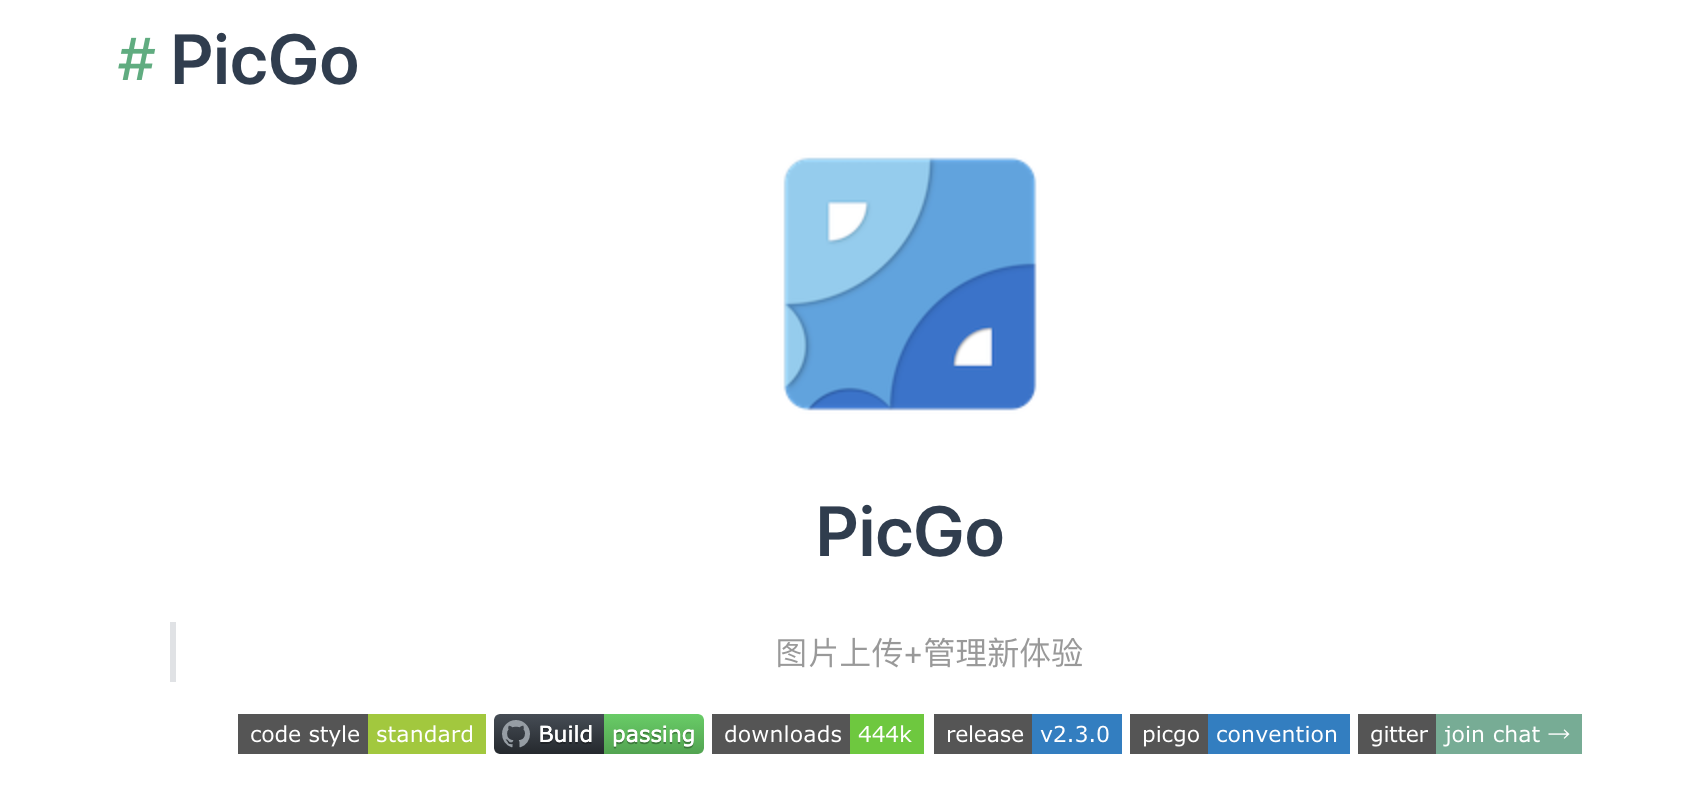 # PicGo
PicGo
图片上传+管理新体验
code style standard Build passing downloads 444k release v2.3.0 picgo convention gitter join chat →